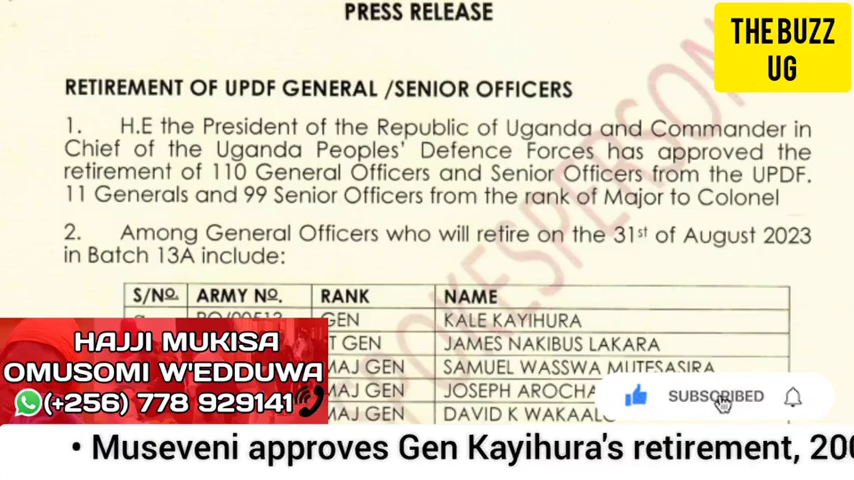 PRESS RELEASE
THE BUZZ
UG
RETIREMENT OF UPDF GENERAL /SENIOR OFFICERS
1. H.E the President of the Republic of Uganda and Commander in
Chief of the Uganda Peoples' Defence Forces has approved the
retirement of 110 General Officers and Senior Officers from the UPDF.
11 Generals and 99 Senior Officers from the rank of Major to Colonel
2. Among General Officers who will retire on the 31st of August 2023
in Batch 13A include:
S/No. ARMY No. RANK NAME
GEN KALE KAYIHURA
T GEN JAMES NAKIBUS LAKARA
MAJ GEN SAMUEL WASSWA MUTESASIRA
MAJ GEN JOSEPH AROCHA
MAJ GEN DAVID K WAKAALO
HAJJI MUKISA
OMUSOMI W'EDDUWA
(+256) 778 929141
SUBSCRIBED
• Museveni approves Gen Kayihura's retirement, 200